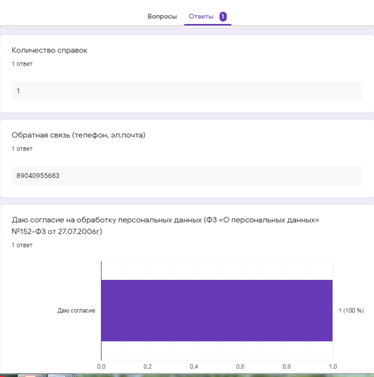 Вопросы Ответы 1
Количество справок
1 ответ
1
Обратная связь (телефон, эл.почта)
1 ответ
89040955683
Даю согласие на обработку персональных данных (ФЗ «О персональных данных»
№152-ФЗ от 27.07.2006г)
1 ответ
Даю согласие
1 (100 %)
0,0 0,2 0,4 0,6 0,8 1,0